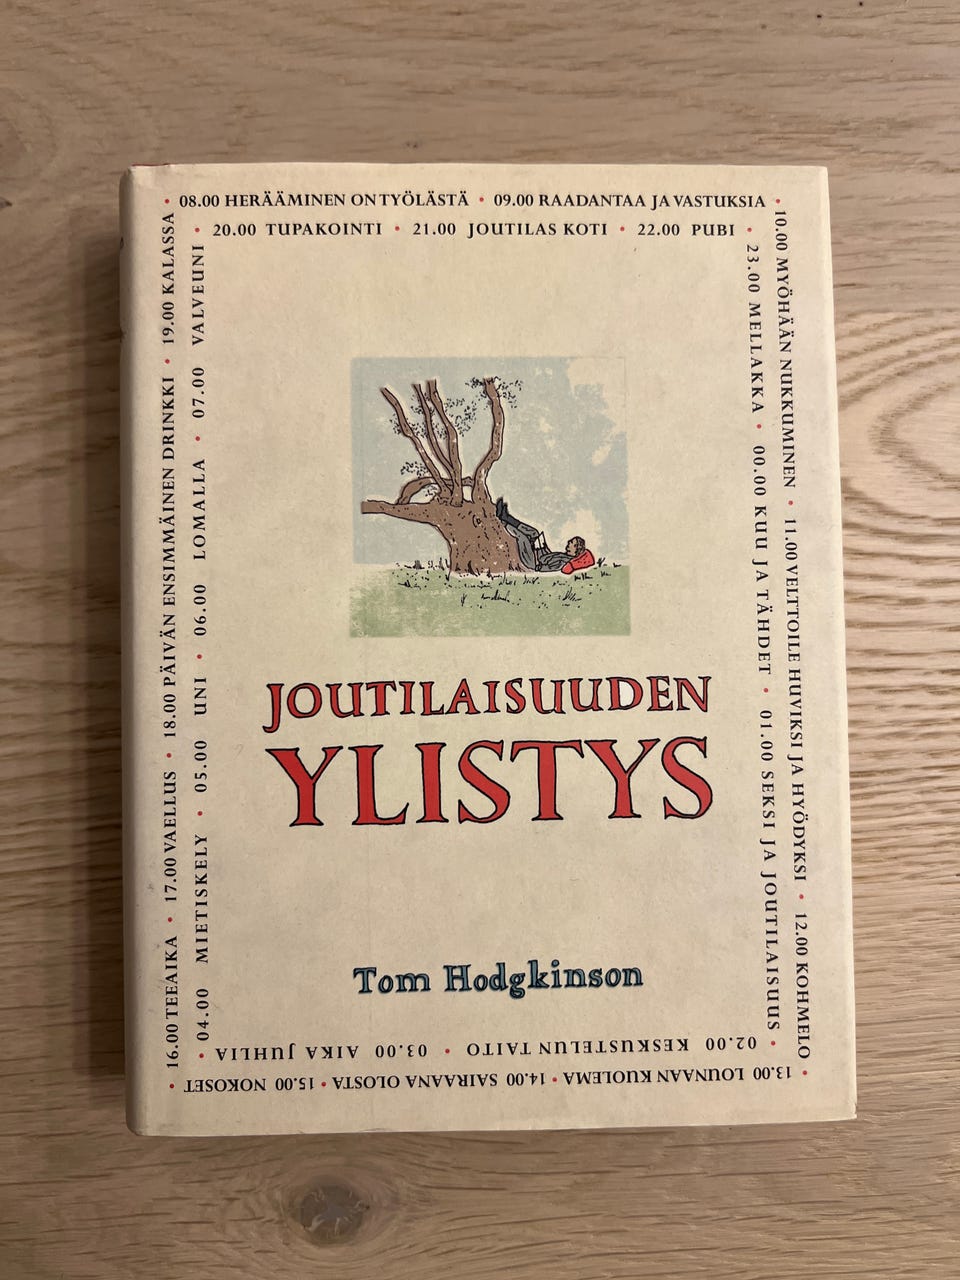 • 08.00 HERÄÄMINEN ON TYÖLÄSTÄ • 09.00 RAADANTAA JA VASTUKSIA •
10.00 MYÖHÄÄN NUKKUMINEN • 11.00 VELTTOILE HUVIKSI JA HYÖDYKSI • 12.00 KOHMELO •
13.00 LOUNAAN KUOLEMA • 14.00 SAIRAANA OLOSTA • 15.00 NOKOSET •
16.00 TEEAIKA • 17.00 VAELLUS • 18.00 PÄIVÄN ENSIMMÄINEN DRINKKI • 19.00 KALASSA
• 20.00 TUPAKOINTI • 21.00 JOUTILAS KOTI • 22.00 PUBI •
23.00 MELLAKKA • 00.00 KUU JA TÄHDET • 01.00 SEKSI JA JOUTILAISUUS •
02.00 KESKUSTELUN TAITO • 03.00 AIKA JUHLIA •
04.00 MIETISKELY • 05.00 UNI • 06.00 LOMALLA • 07.00 VALVEUNI
JOUTILAISUUDEN
YLISTYS
Tom Hodgkinson